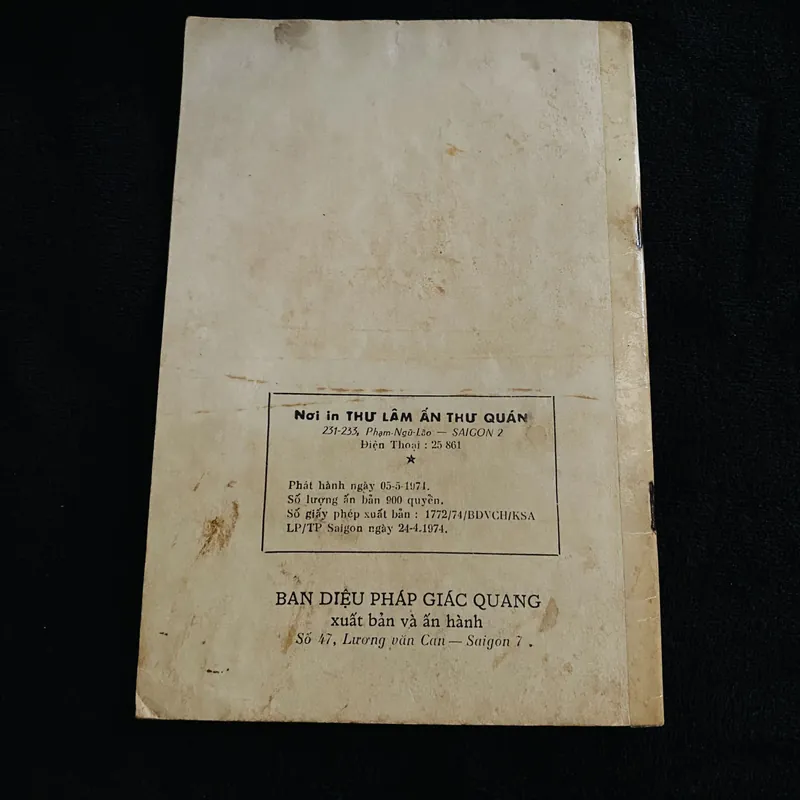 Nơi in THƯ LÂM ẤN THƯ QUÁN
231-233, Phạm-Ngũ-Lão — SAIGON 2
Điện Thoại : 25 861
★
Phát hành ngày 05-5-1974.
Số lượng ấn bản 900 quyền.
Số giấy phép xuất bản : 1772/74/BDVCH/KSA
LP/TP Saigon ngày 24-4.1974.
BAN DIỆU PHÁP GIÁC QUANG
xuất bản và ấn hành
Số 47, Lương văn Can — Saigon 7 .